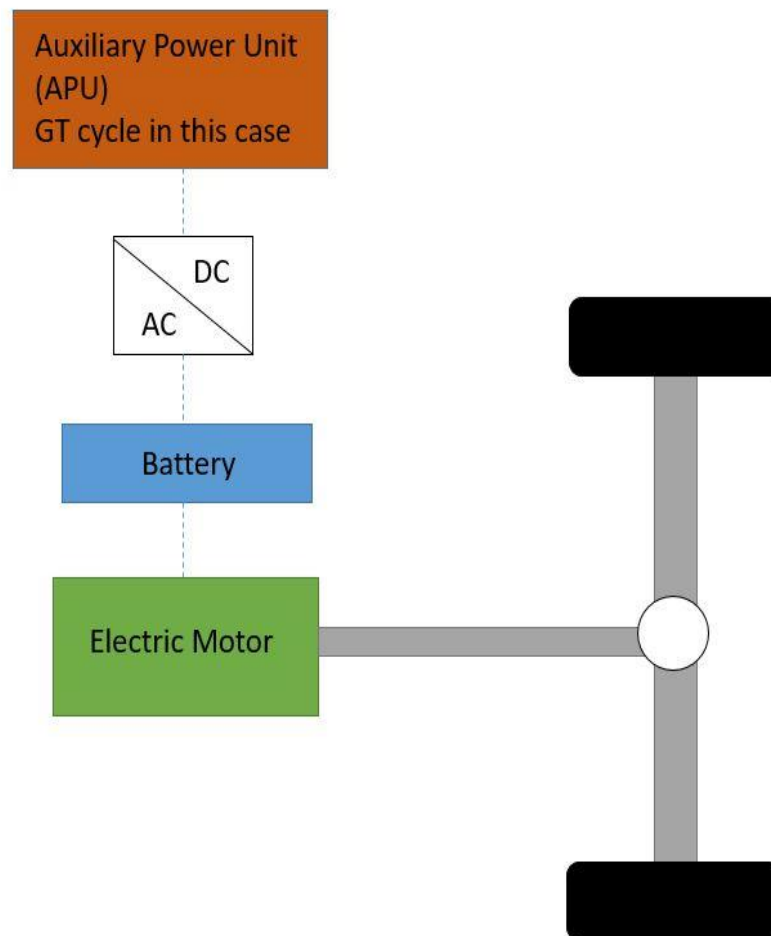 Auxiliary Power Unit
(APU)
GT cycle in this case
DC
AC
Battery
Electric Motor